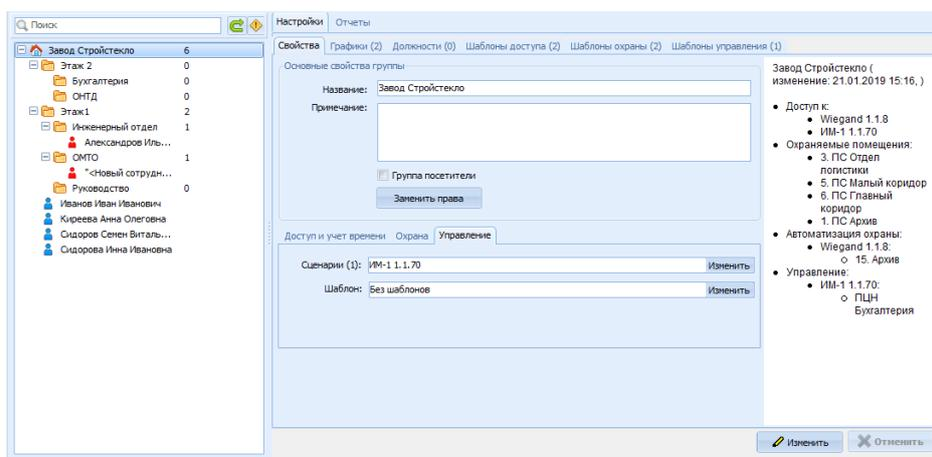 Поиск
Завод Стройстекло 6
Этаж 2 0
Бухгалтерия 0
ОНТД 0
Этаж1 2
Инженерный отдел 1
Александров Иль...
ОМТО 1
"<Новый сотрудн...
Руководство 0
Иванов Иван Иванович
Киреева Анна Олеговна
Сидоров Семен Виталь...
Сидорова Инна Ивановна
Настройки Отчеты
Свойства Графики (2) Должности (0) Шаблоны доступа (2) Шаблоны охраны (2) Шаблоны управления (1)
Основные свойства группы
Название: Завод Стройстекло
Примечание:
Группа посетители
Заменить права
Доступ и учет времени Охрана Управление
Сценарии (1): ИМ-1 1.1.70 Изменить
Шаблон: Без шаблонов Изменить
Завод Стройстекло (
изменение: 21.01.2019 15:16, )
Доступ к:
Wiegand 1.1.8
ИМ-1 1.1.70
Охраняемые помещения:
3. ПС Отдел
логистики
5. ПС Малый коридор
6. ПС Главный
коридор
1. ПС Архив
Автоматизация охраны:
Wiegand 1.1.8:
15. Архив
Управление:
ИМ-1 1.1.70:
ПЦН
Бухгалтерия
Изменить Отменить